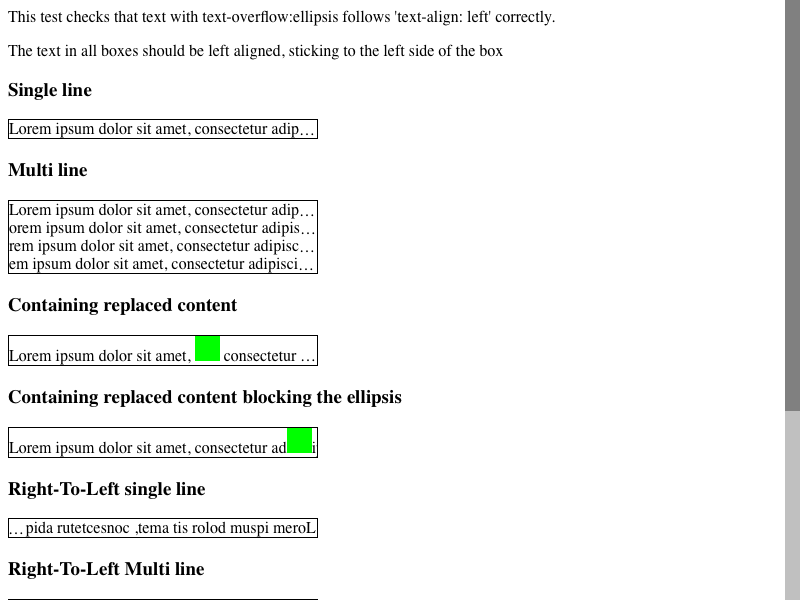 This test checks that text with text-overflow:ellipsis follows 'text-align: left' correctly.
The text in all boxes should be left aligned, sticking to the left side of the box
Single line
Lorem ipsum dolor sit amet, consectetur adip…
Multi line
Lorem ipsum dolor sit amet, consectetur adip…
orem ipsum dolor sit amet, consectetur adipis…
rem ipsum dolor sit amet, consectetur adipisc…
em ipsum dolor sit amet, consectetur adipisci…
Containing replaced content
Lorem ipsum dolor sit amet, consectetur …
Containing replaced content blocking the ellipsis
Lorem ipsum dolor sit amet, consectetur ad i
Right-To-Left single line
…pida rutetcesnoc ,tema tis rolod muspi meroL
Right-To-Left Multi line